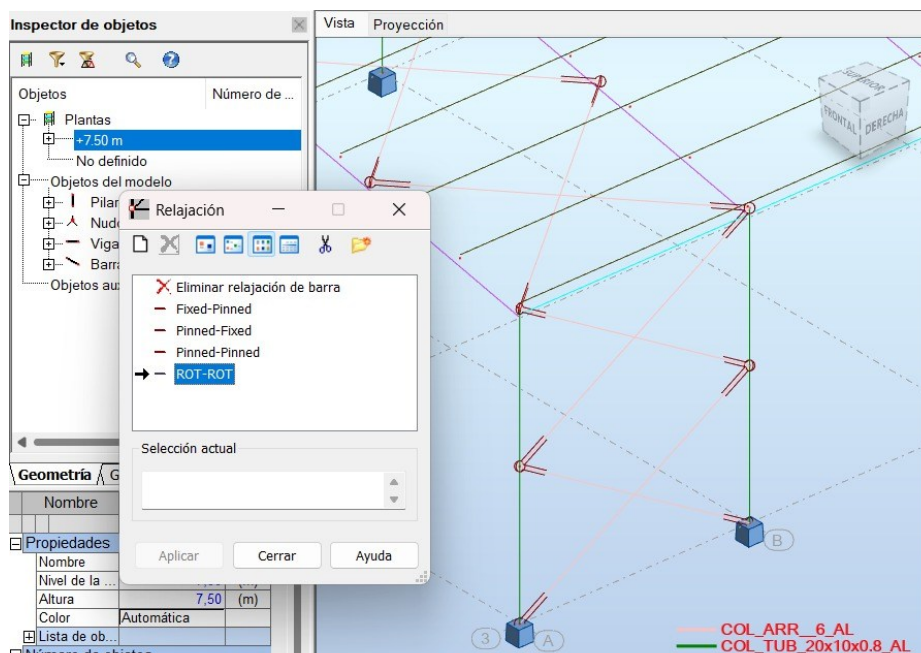 Inspector de objetos
Objetos
Número de ...
Plantas
+7.50 m
No definido
Objetos del modelo
Pilar
Nud
Viga
Barra
Objetos au
Geometría
G
Nombre
Propiedades
Nombre
Nivel de la ...
(m)
Altura
7,50 (m)
Color
Automática
Lista de ob...
Relajación
Eliminar relajación de barra
Fixed-Pinned
Pinned-Fixed
Pinned-Pinned
ROT-ROT
Selección actual
Aplicar
Cerrar
Ayuda
Vista
Proyección
SUPERIOR
FRONTAL
DERECHA
B
3
A
COL_ARR__6_AL
COL_TUB_20x10x0.8_AL